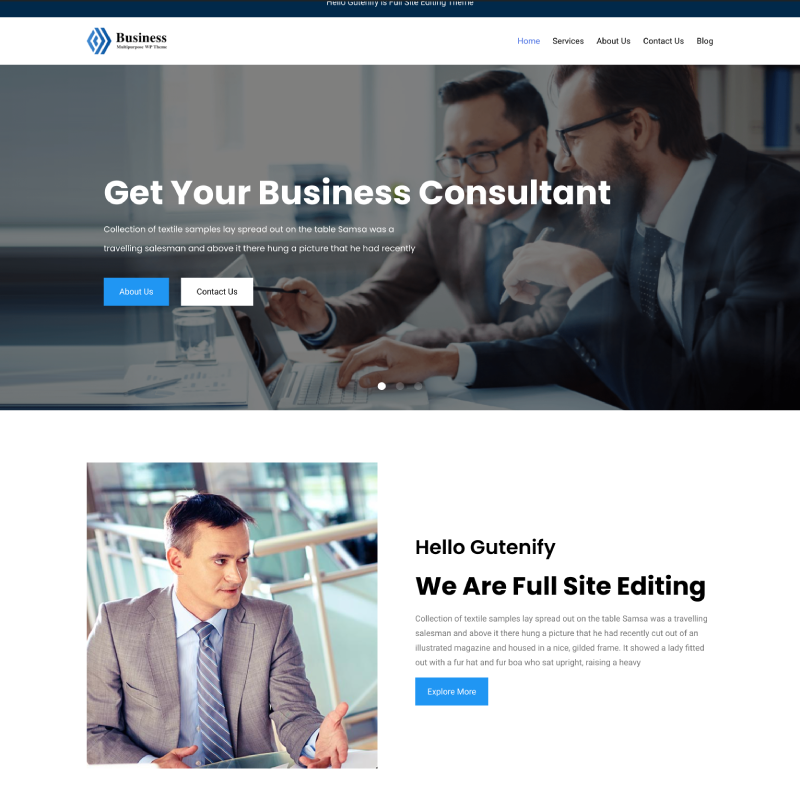 Hello Gutenify is Full Site Editing Theme
Business
Multipurpose WP Theme
Home Services About Us Contact Us Blog
Get Your Business Consultant
Collection of textile samples lay spread out on the table Samsa was a
travelling salesman and above it there hung a picture that he had recently
About Us Contact Us
Hello Gutenify
We Are Full Site Editing
Collection of textile samples lay spread out on the table Samsa was a travelling
salesman and above it there hung a picture that he had recently cut out of an
illustrated magazine and housed in a nice, gilded frame. It showed a lady fitted
out with a fur hat and fur boa who sat upright, raising a heavy
Explore More